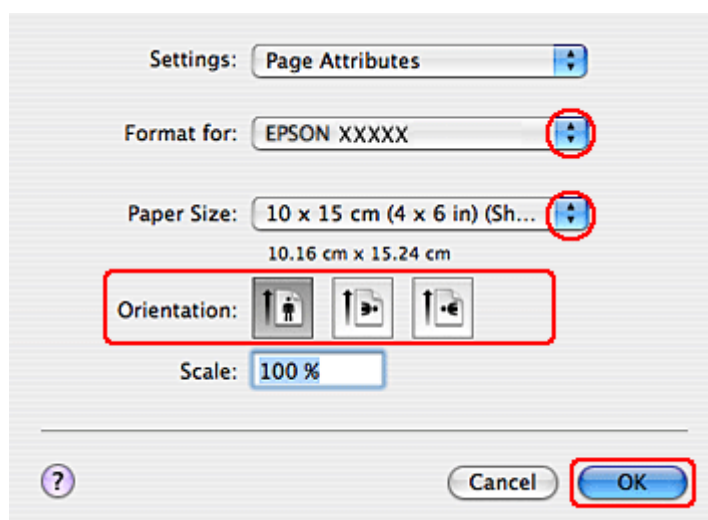 Settings: Page Attributes
Format for: EPSON XXXXX
Paper Size: 10 x 15 cm (4 x 6 in) (Sh...
10.16 cm x 15.24 cm
Orientation:
Scale: 100 %
? Cancel OK